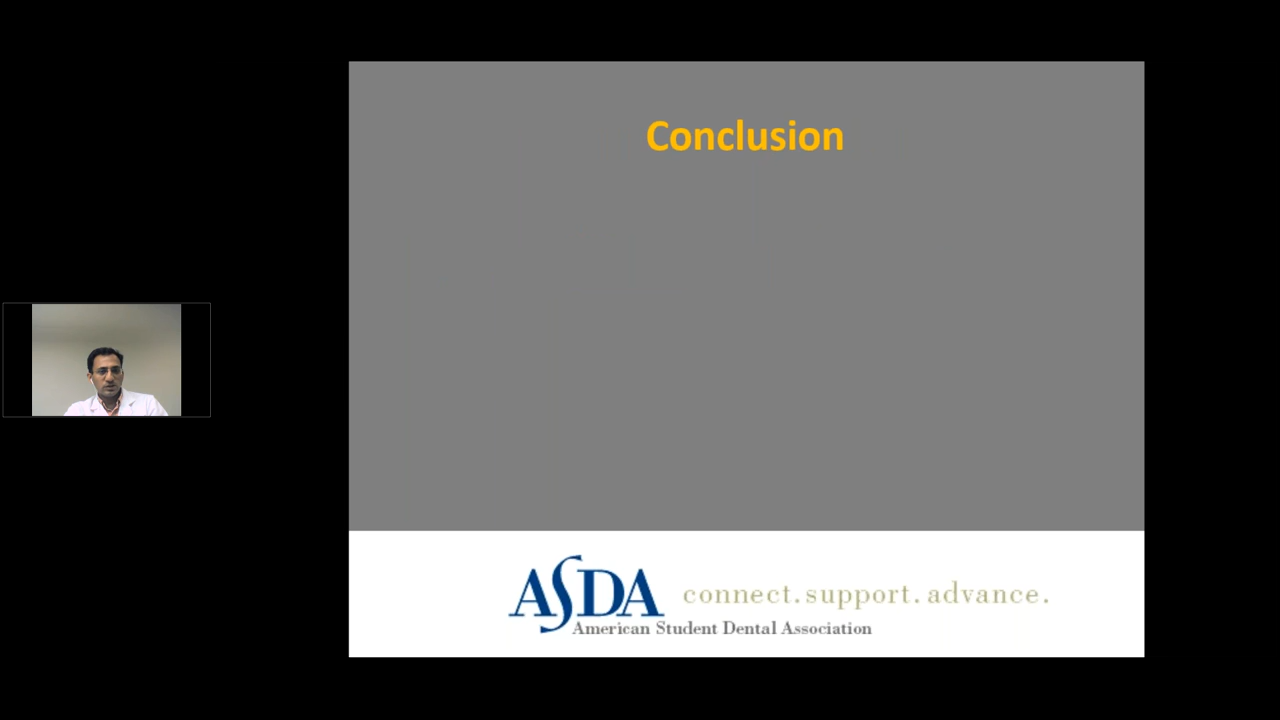 Conclusion
ASDA connect. support. advance.
American Student Dental Association